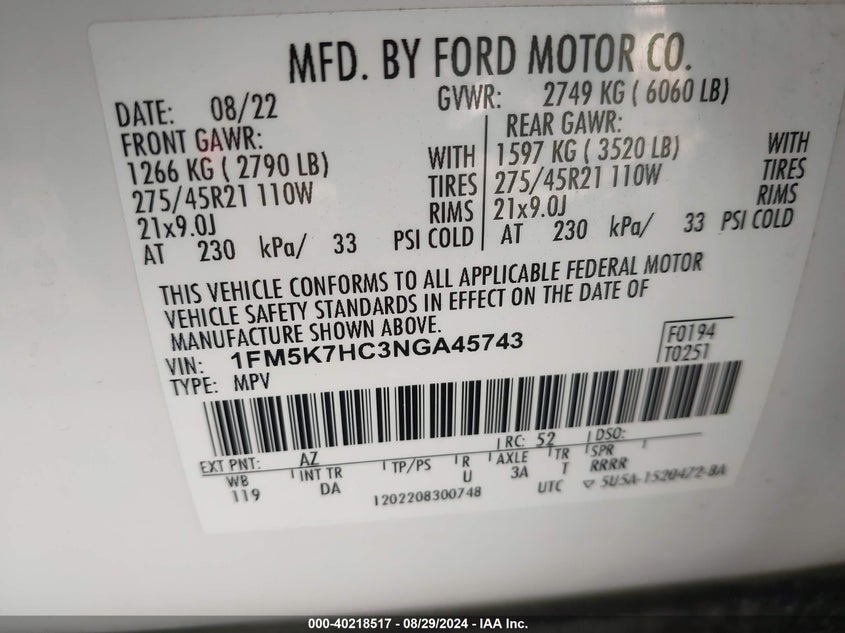 MFD. BY FORD MOTOR CO.
DATE: 08/22 GVWR: 2749 KG ( 6060 LB)
FRONT GAWR: REAR GAWR:
1266 KG ( 2790 LB) WITH 1597 KG ( 3520 LB) WITH
275/45R21 110W TIRES 275/45R21 110W TIRES
21x9.0J RIMS 21x9.0J RIMS
AT 230 kPa/ 33 PSI COLD AT 230 kPa/ 33 PSI COLD
THIS VEHICLE CONFORMS TO ALL APPLICABLE FEDERAL MOTOR
VEHICLE SAFETY STANDARDS IN EFFECT ON THE DATE OF
MANUFACTURE SHOWN ABOVE.
VIN: 1FM5K7HC3NGA45743 F0194
TYPE: MPV T0251
EXT PNT: AZ RC: 52 DSO:
WB INT TR TP/PS R AXLE TR SPR
119 DA U 3A T RRRR
1202208300748 UTC ▽ 5U5A-1520472-BA
000-40218517 - 08/29/2024 - IAA Inc.